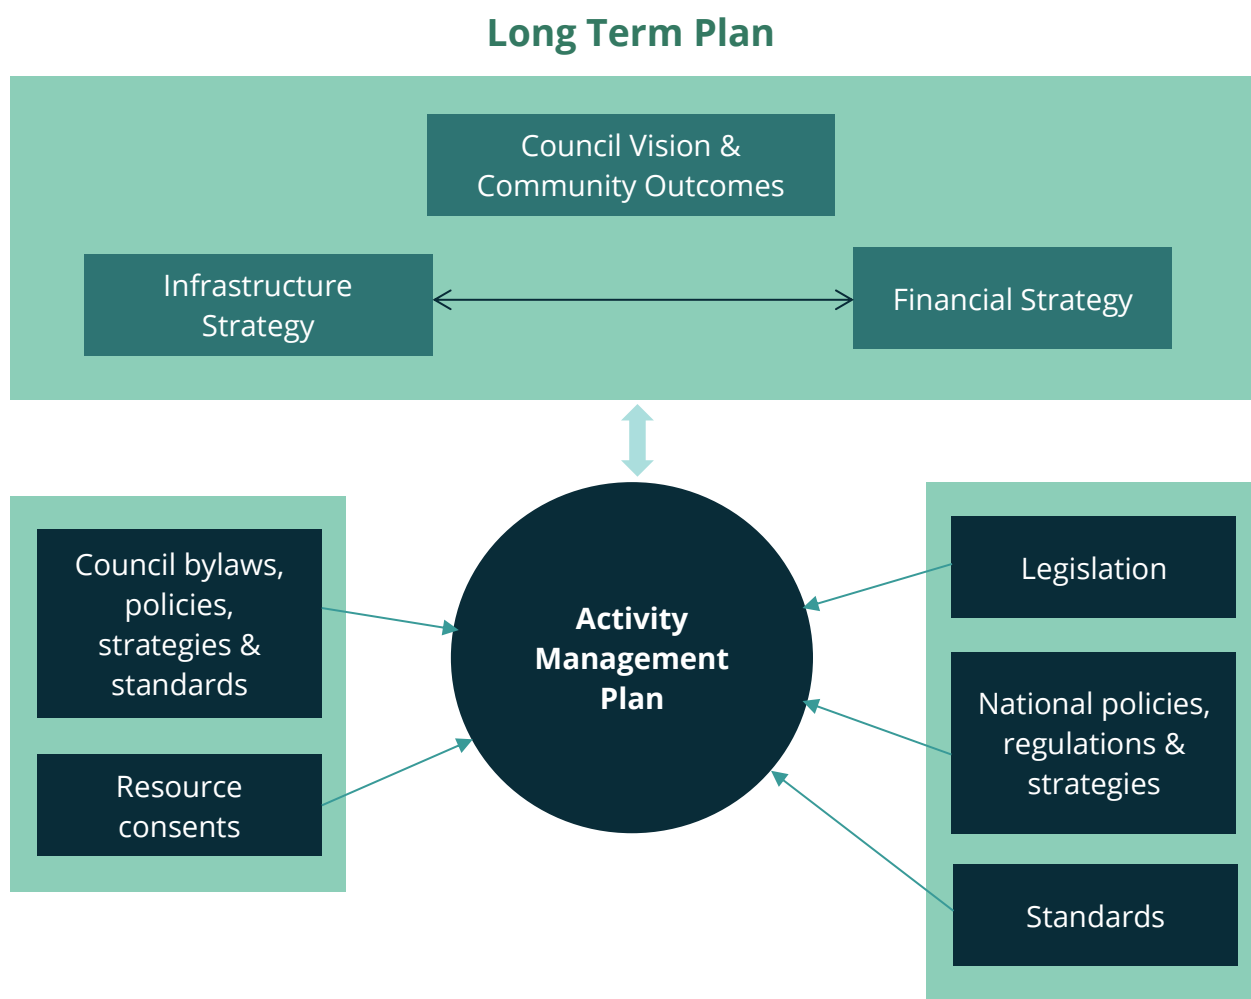 Long Term Plan
Council Vision &
Community Outcomes
Infrastructure
Strategy
Financial Strategy
Council bylaws,
policies,
strategies &
standards
Resource
consents
Activity
Management
Plan
Legislation
National policies,
regulations &
strategies
Standards